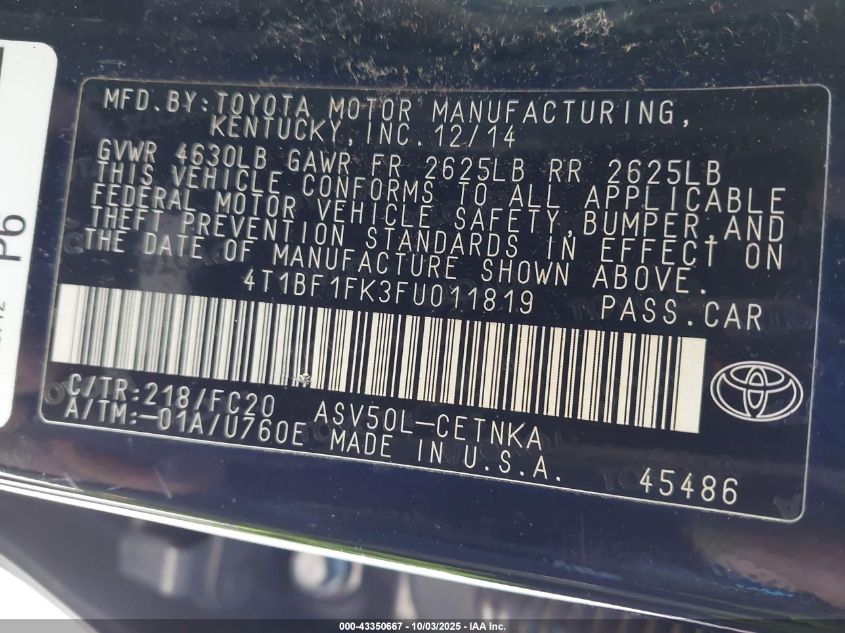 MFD.BY:TOYOTA MOTOR MANUFACTURING,
KENTUCKY,INC. 12/14
GVWR 4630LB GAWR FR 2625LB RR 2625LB
THIS VEHICLE CONFORMS TO ALL APPLICABLE
FEDERAL MOTOR VEHICLE SAFETY,BUMPER,AND
THEFT PREVENTION STANDARDS IN EFFECT ON
THE DATE OF MANUFACTURE SHOWN ABOVE.
4T1BF1FK3FU011819 PASS.CAR
C/TR:218/FC20 ASV50L-CETNKA
A/TM:-01A/U760E MADE IN U.S.A.
45486
P6
000-43350667 - 10/03/2025 - IAA Inc.